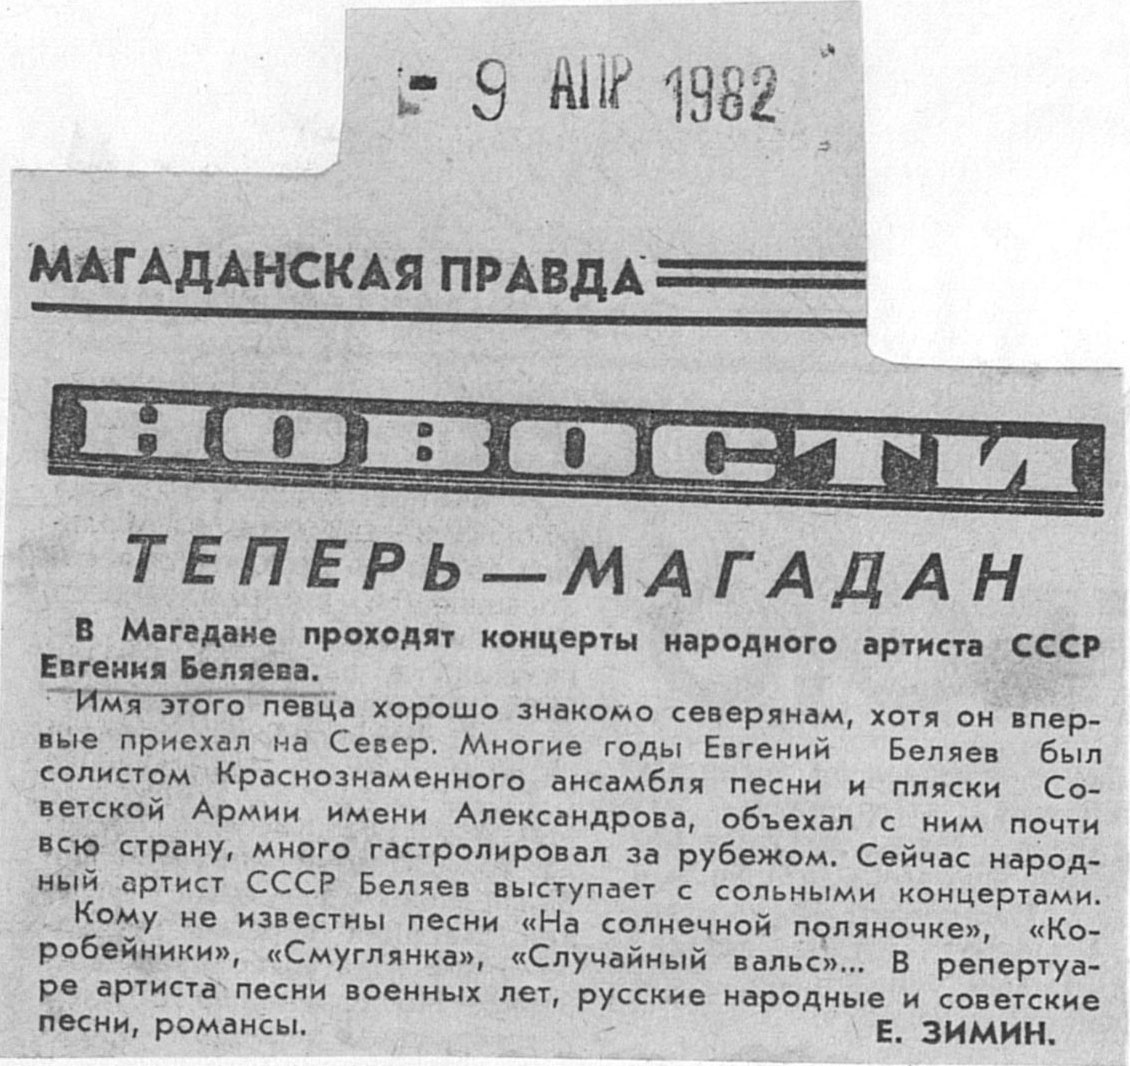 - 9 АПР 1982
МАГАДАНСКАЯ ПРАВДА
НОВОСТИ
ТЕПЕРЬ — МАГАДАН
В Магадане проходят концерты народного артиста СССР
Евгения Беляева.
Имя этого певца хорошо знакомо северянам, хотя он впер-
вые приехал на Север. Многие годы Евгений Беляев был
солистом Краснознаменного ансамбля песни и пляски Со-
ветской Армии имени Александрова, объехал с ним почти
всю страну, много гастролировал за рубежом. Сейчас народ-
ный артист СССР Беляев выступает с сольными концертами.
Кому не известны песни «На солнечной поляночке», «Ко-
робейники», «Смуглянка», «Случайный вальс»... В репертуа-
ре артиста песни военных лет, русские народные и советские
песни, романсы.
Е. ЗИМИН.